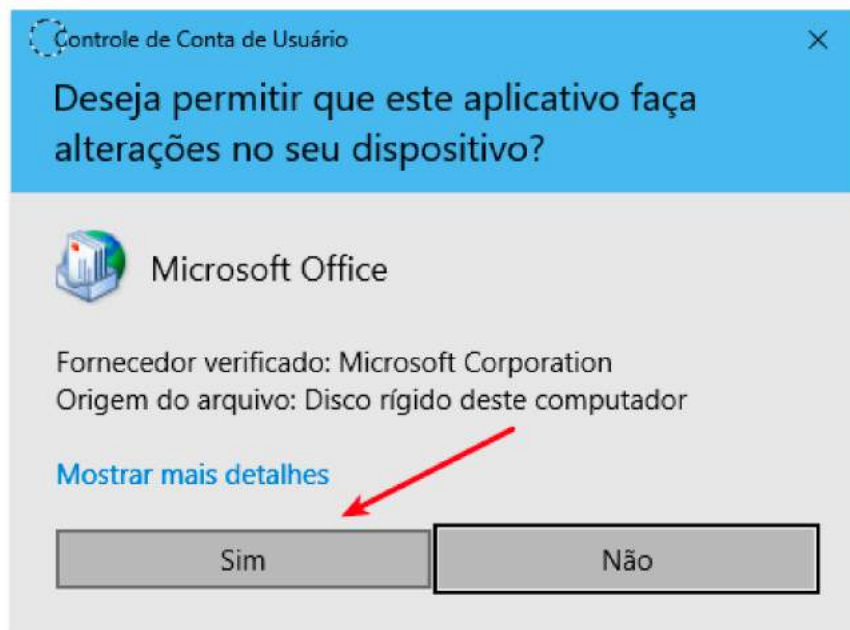 Controle de Conta de Usuário
Deseja permitir que este aplicativo faça
alterações no seu dispositivo?
Microsoft Office
Fornecedor verificado: Microsoft Corporation
Origem do arquivo: Disco rígido deste computador
Mostrar mais detalhes
Sim
Não